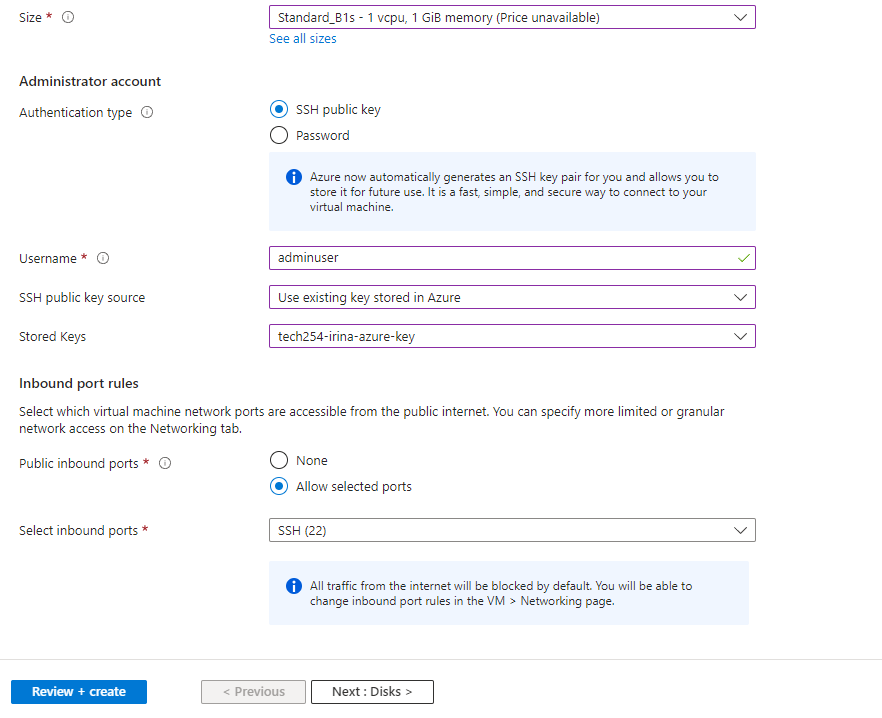 Size *
Standard_B1s - 1 vcpu, 1 GiB memory (Price unavailable)
See all sizes
Administrator account
Authentication type
SSH public key
Password
Azure now automatically generates an SSH key pair for you and allows you to
store it for future use. It is a fast, simple, and secure way to connect to your
virtual machine.
Username *
adminuser
SSH public key source
Use existing key stored in Azure
Stored Keys
tech254-irina-azure-key
Inbound port rules
Select which virtual machine network ports are accessible from the public internet. You can specify more limited or granular
network access on the Networking tab.
Public inbound ports *
None
Allow selected ports
Select inbound ports *
SSH (22)
All traffic from the internet will be blocked by default. You will be able to
change inbound port rules in the VM > Networking page.
Review + create
< Previous
Next : Disks >